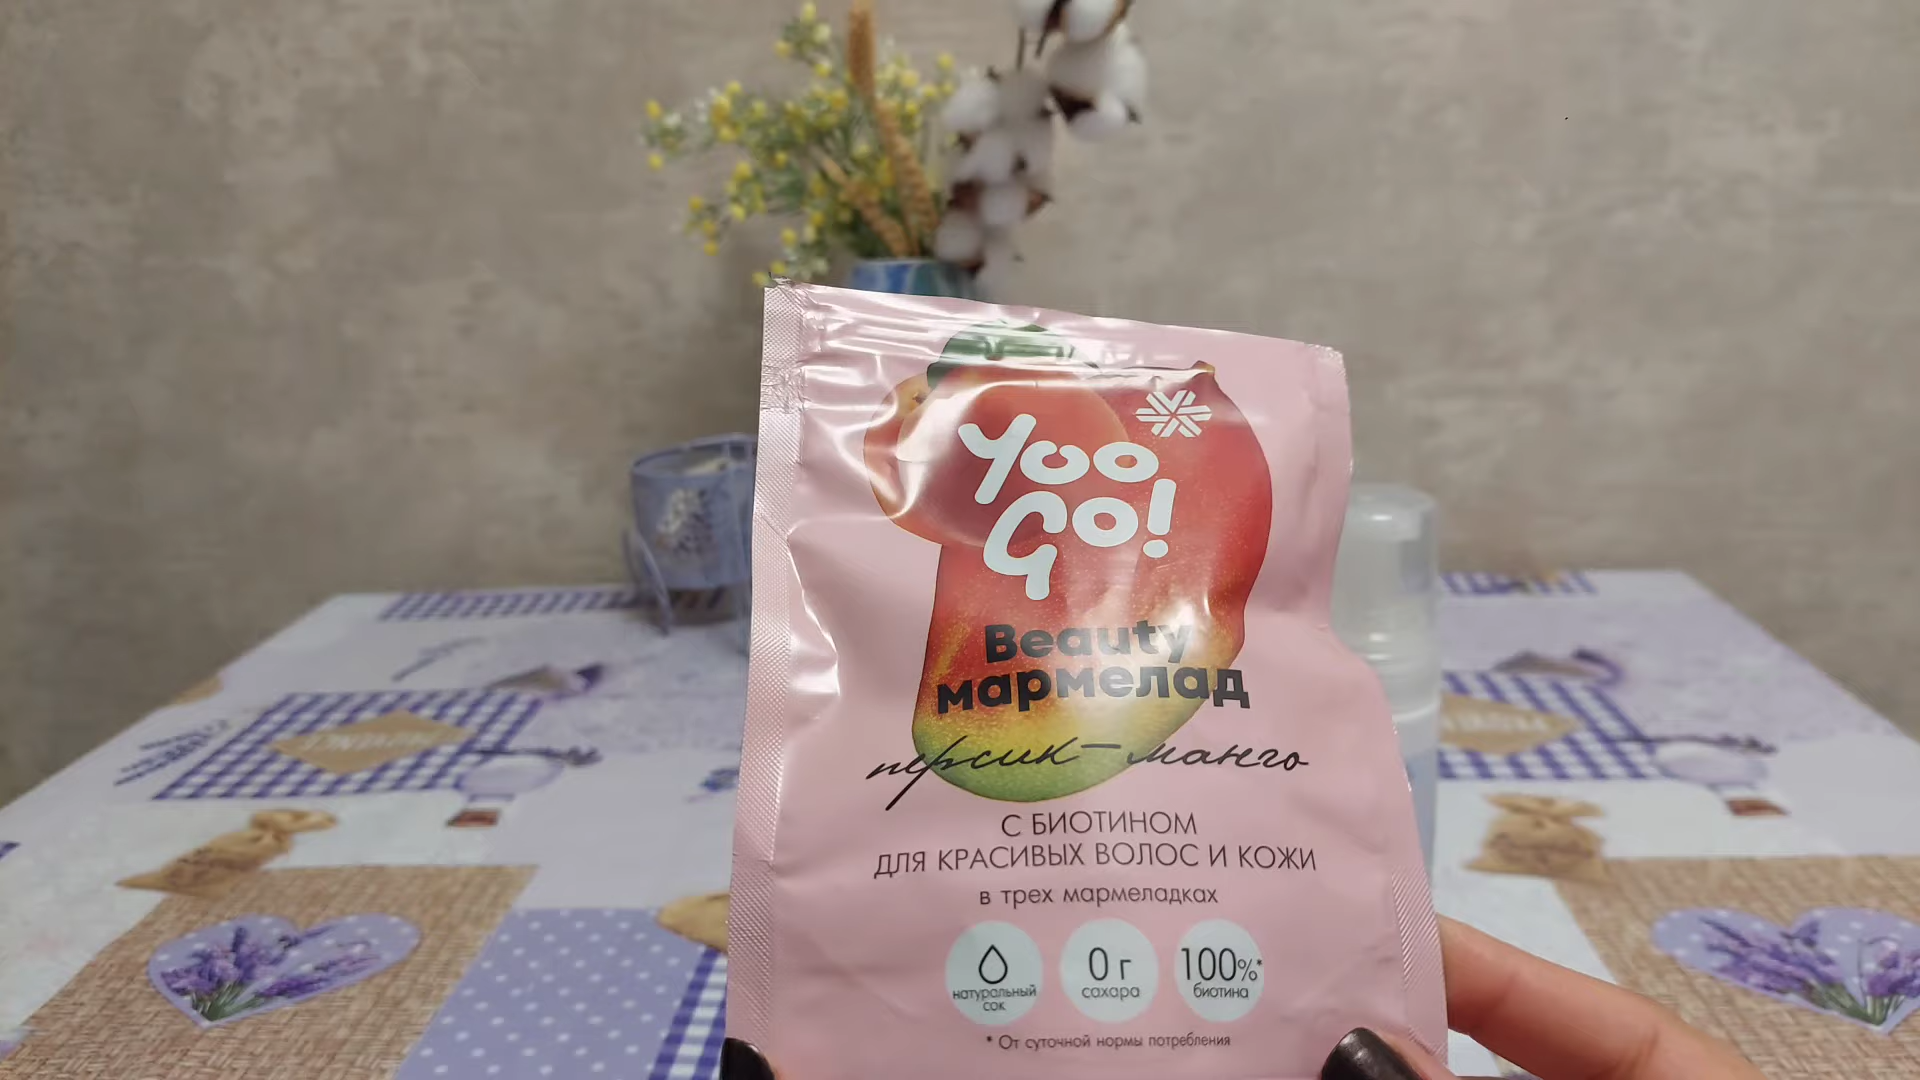 Yoo
Go!
Beauty
мармелад
персик-манго
С БИОТИНОМ
ДЛЯ КРАСИВЫХ ВОЛОС И КОЖИ
в трех мармеладках
натуральный
сок
0 г
сахара
100%*
биотина
* От суточной нормы потребления